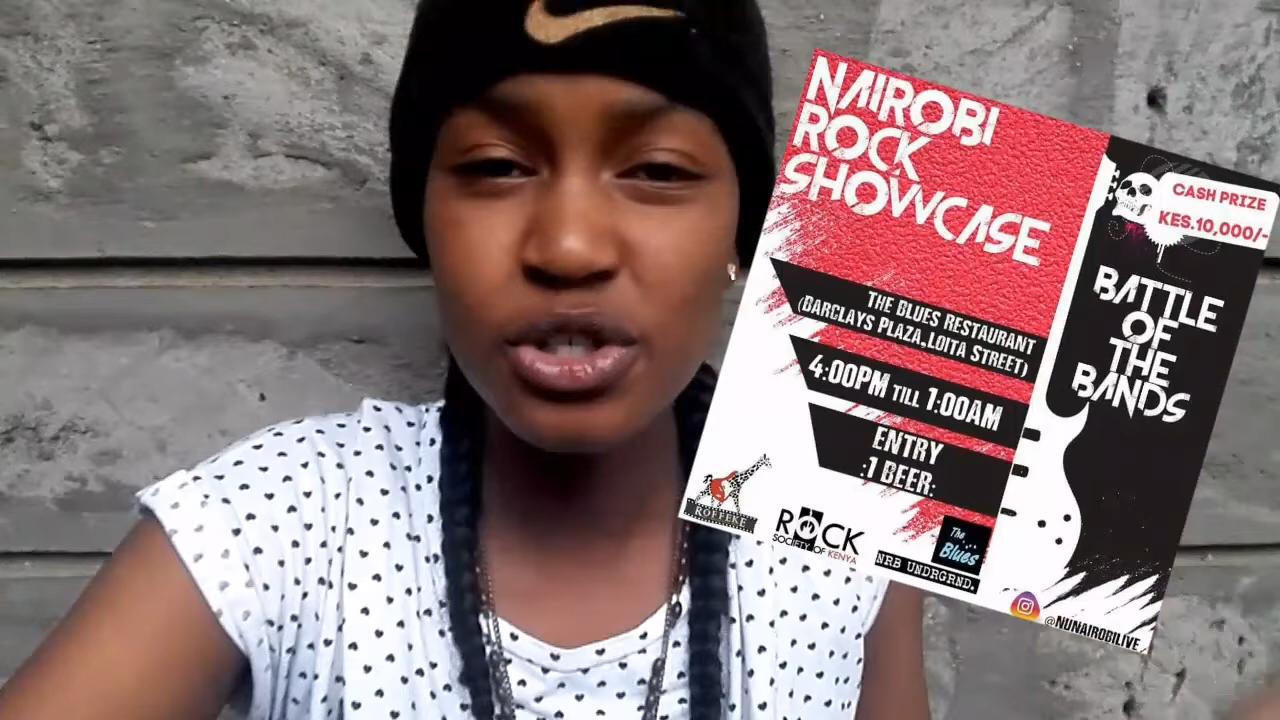 NAIROBI
ROCK
SHOWCASE
THE BLUES RESTAURANT
(BARCLAYS PLAZA,LOITA STREET)
4:00PM TILL 1:00AM
ENTRY
:1 BEER:
ROFFEKE
ROCK
SOCIETY OF KENYA
NRB UNDRGRND.
The
Blues
CASH PRIZE
KES.10,000/-
BATTLE
OF
THE
BANDS
@NUNAIROBILIVE